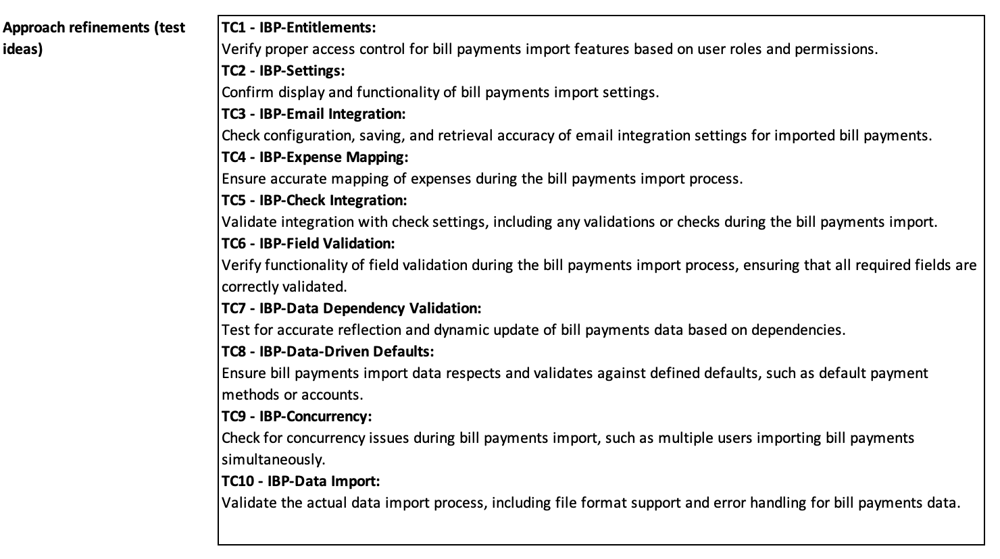 Approach refinements (test
ideas)
TC1 - IBP-Entitlements:
Verify proper access control for bill payments import features based on user roles and permissions.
TC2 - IBP-Settings:
Confirm display and functionality of bill payments import settings.
TC3 - IBP-Email Integration:
Check configuration, saving, and retrieval accuracy of email integration settings for imported bill payments.
TC4 - IBP-Expense Mapping:
Ensure accurate mapping of expenses during the bill payments import process.
TC5 - IBP-Check Integration:
Validate integration with check settings, including any validations or checks during the bill payments import.
TC6 - IBP-Field Validation:
Verify functionality of field validation during the bill payments import process, ensuring that all required fields are
correctly validated.
TC7 - IBP-Data Dependency Validation:
Test for accurate reflection and dynamic update of bill payments data based on dependencies.
TC8 - IBP-Data-Driven Defaults:
Ensure bill payments import data respects and validates against defined defaults, such as default payment
methods or accounts.
TC9 - IBP-Concurrency:
Check for concurrency issues during bill payments import, such as multiple users importing bill payments
simultaneously.
TC10 - IBP-Data Import:
Validate the actual data import process, including file format support and error handling for bill payments data.